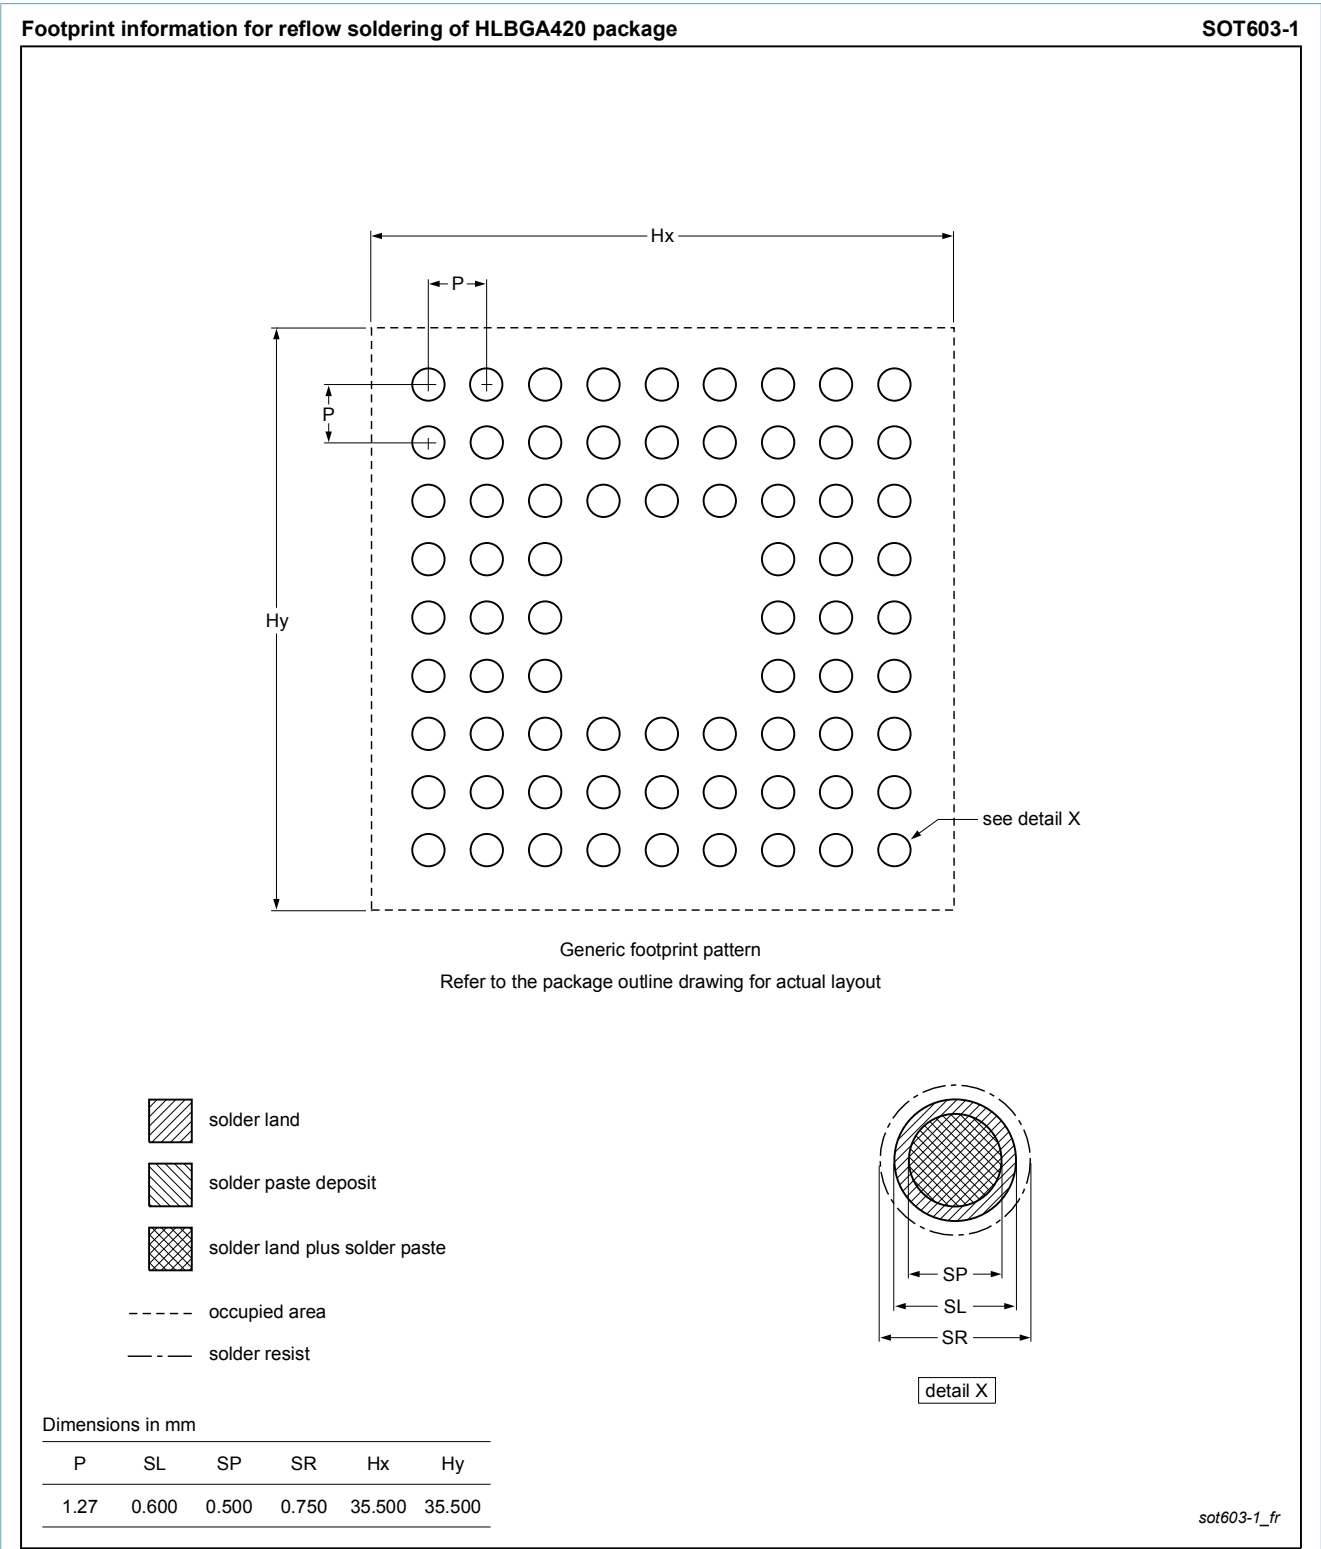 Footprint information for reflow soldering of HLBGA420 package SOT603-1
Hx
P
P
Hy
see detail X
Generic footprint pattern
Refer to the package outline drawing for actual layout
solder land
solder paste deposit
solder land plus solder paste
occupied area
solder resist
SP
SL
SR
detail X
Dimensions in mm
P SL SP SR Hx Hy
1.27 0.600 0.500 0.750 35.500 35.500
sot603-1_fr